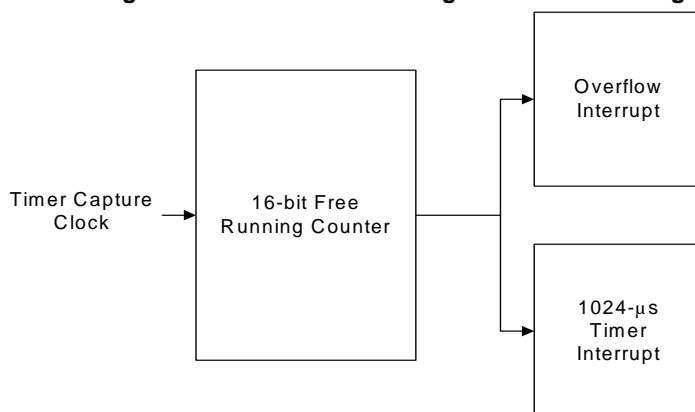 Overflow
Interrupt
Timer Capture
Clock
16-bit Free
Running Counter
1024-μs
Timer
Interrupt